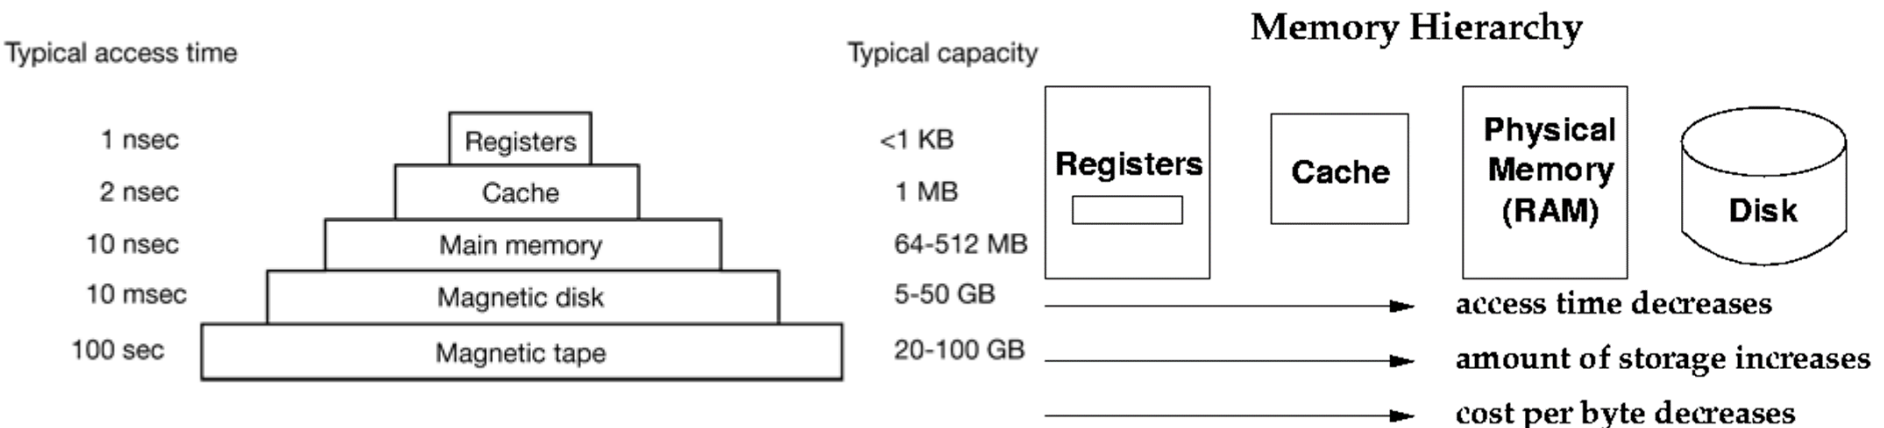 Typical access time
Typical capacity
1 nsec
Registers
<1 KB
2 nsec
Cache
1 MB
10 nsec
Main memory
64-512 MB
10 msec
Magnetic disk
5-50 GB
100 sec
Magnetic tape
20-100 GB
Memory Hierarchy
Registers
Cache
Physical
Memory
(RAM)
Disk
access time decreases
amount of storage increases
cost per byte decreases